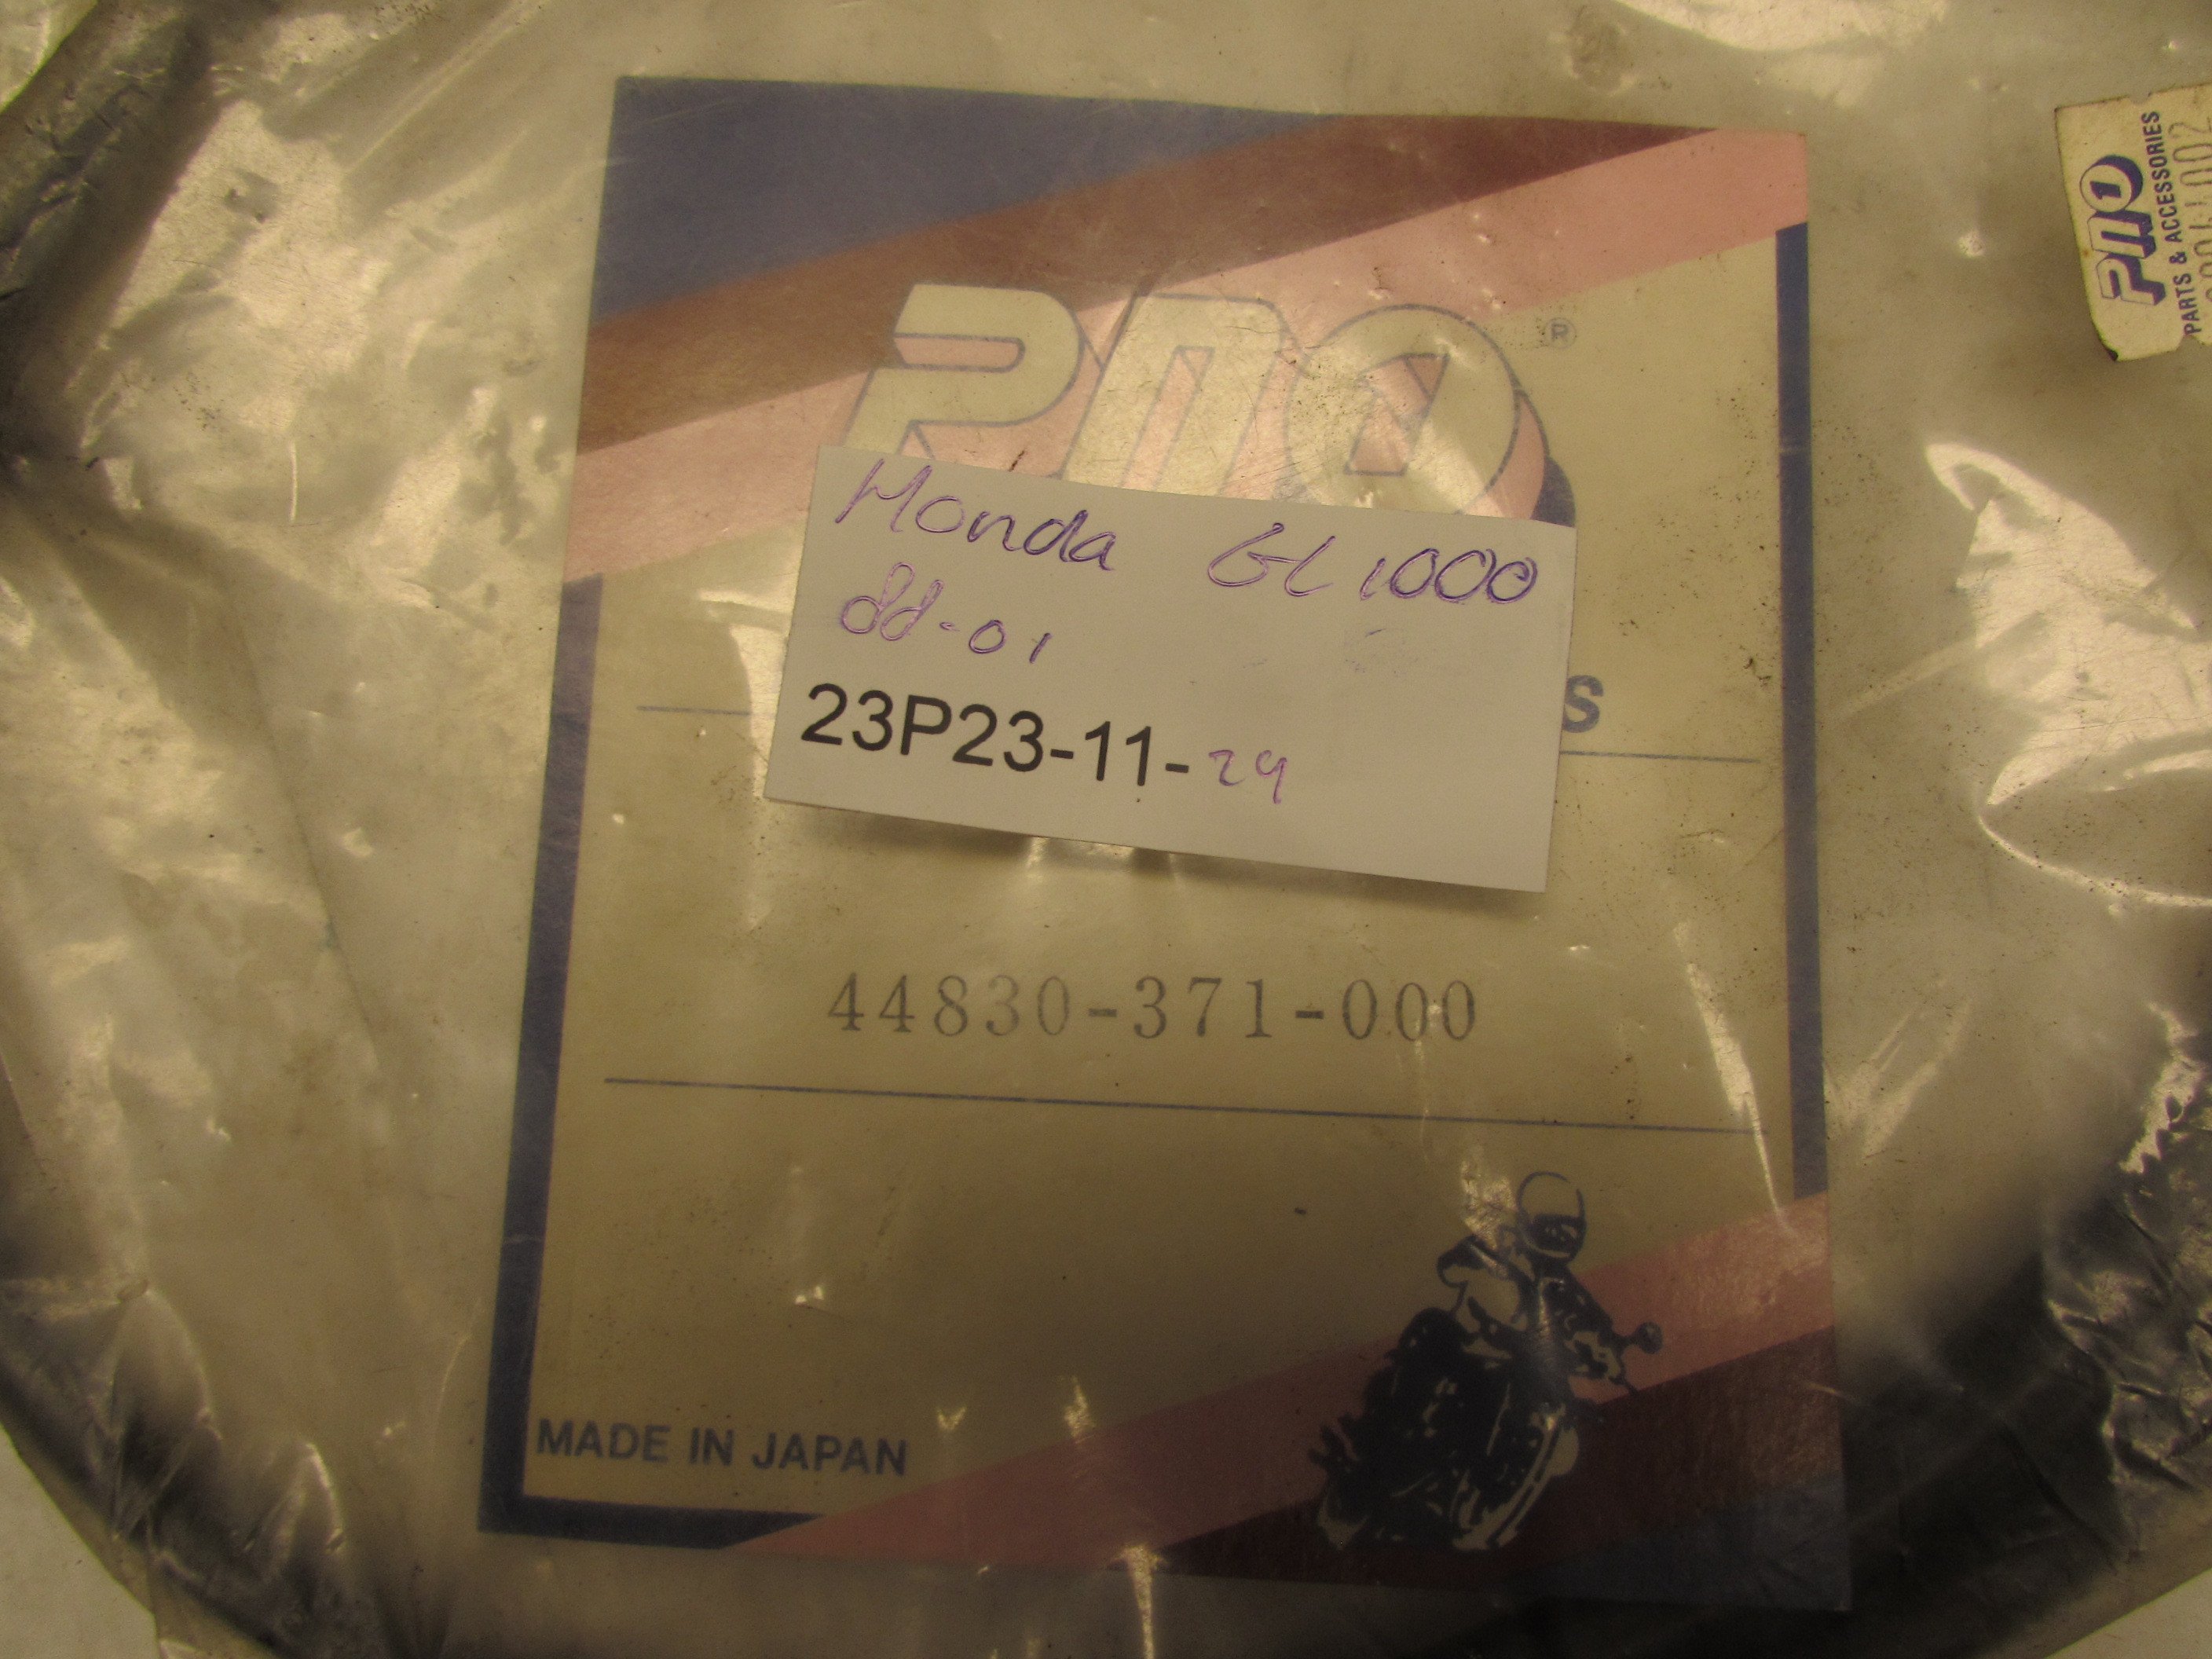 PMO®
Honda GL1000
88-01
23P23-11-29
S
44830-371-000
MADE IN JAPAN
PMO
PARTS & ACCESSORIES